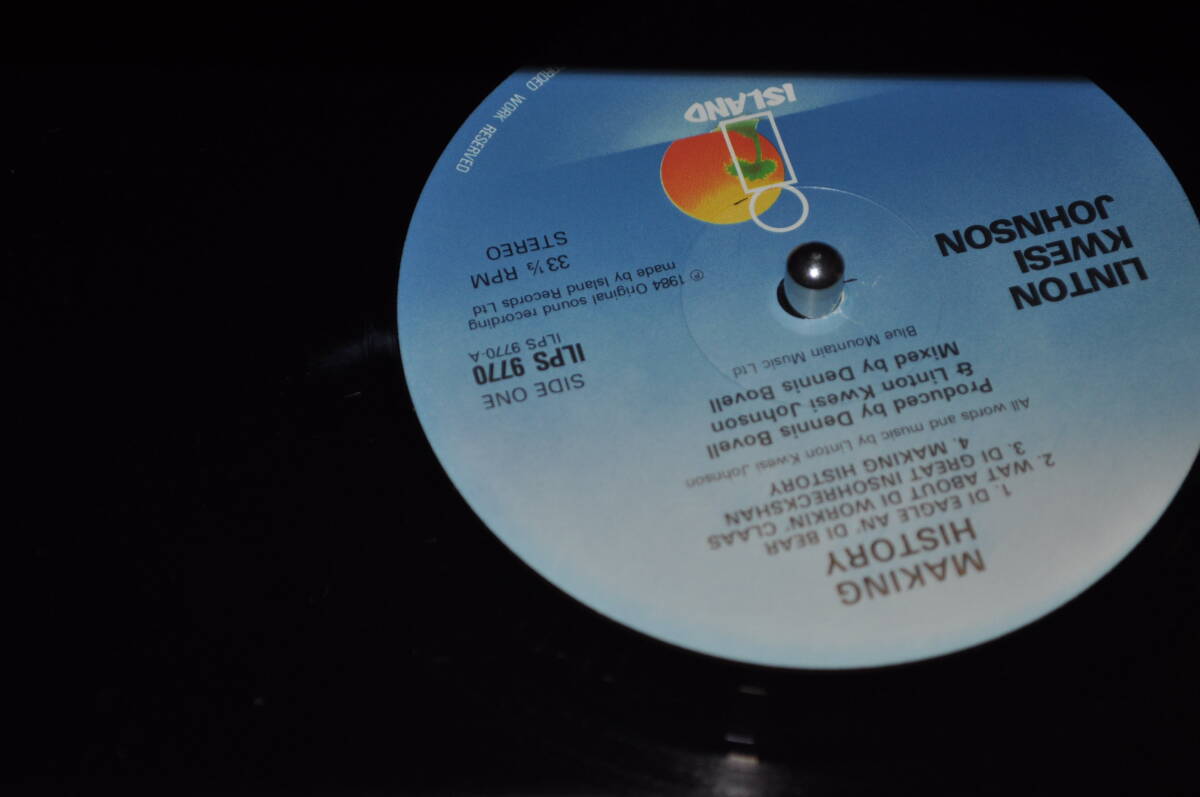 ISLAND
LINTON
KWESI
JOHNSON
STEREO
33 ⅓ RPM
℗ 1984 Original sound recording
made by Island Records Ltd
ILPS 9770
ILPS 9770-A
SIDE ONE
MAKING
HISTORY
1. DI EAGLE AN' DI BEAR
2. WAT ABOUT DI WORKIN' CLAAS
3. DI GREAT INSOHRECKSHAN
4. MAKING HISTORY
All words and music by Linton Kwesi Johnson
Produced by Dennis Bovell
& Linton Kwesi Johnson
Mixed by Dennis Bovell
Blue Mountain Music Ltd
WORK RESERVED